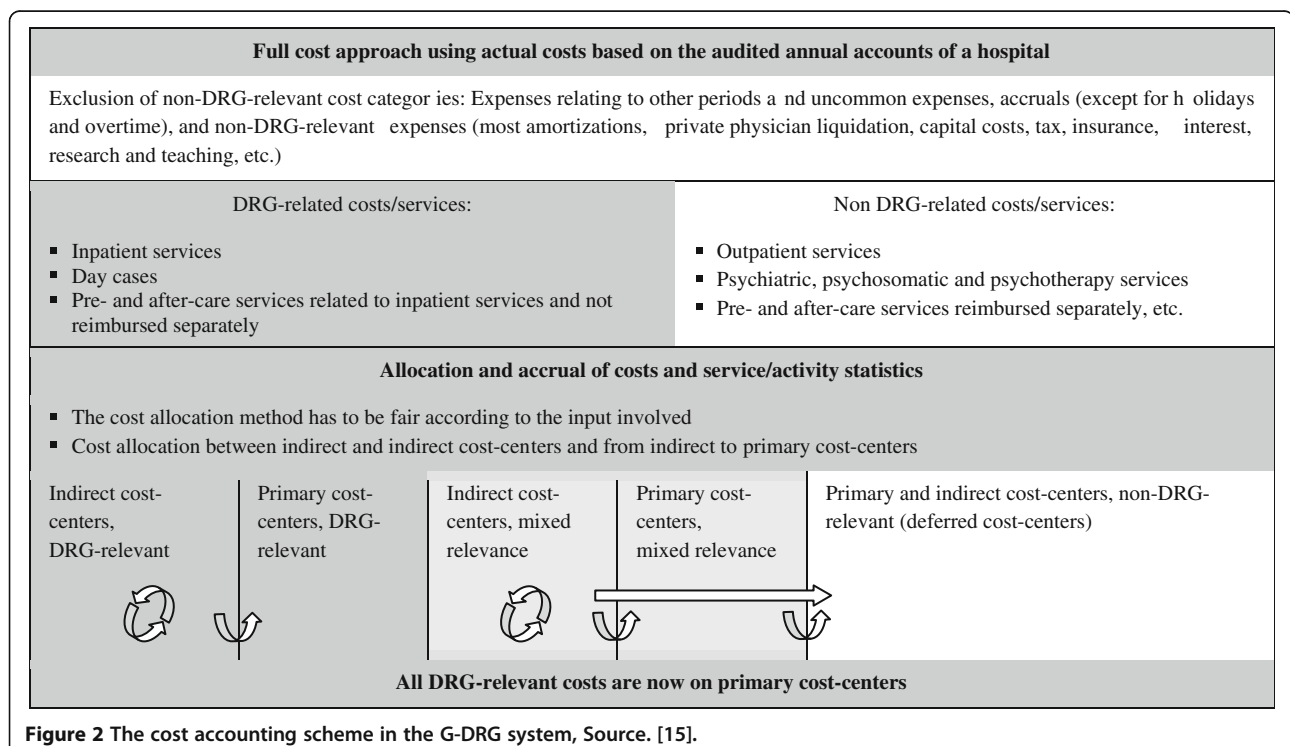 Full cost approach using actual costs based on the audited annual accounts of a hospital
Exclusion of non-DRG-relevant cost categor ies: Expenses relating to other periods a nd uncommon expenses, accruals (except for h olidays
and overtime), and non-DRG-relevant expenses (most amortizations, private physician liquidation, capital costs, tax, insurance, interest,
research and teaching, etc.)
DRG-related costs/services:
▪ Inpatient services
▪ Day cases
▪ Pre- and after-care services related to inpatient services and not
reimbursed separately
Non DRG-related costs/services:
▪ Outpatient services
▪ Psychiatric, psychosomatic and psychotherapy services
▪ Pre- and after-care services reimbursed separately, etc.
Allocation and accrual of costs and service/activity statistics
▪ The cost allocation method has to be fair according to the input involved
▪ Cost allocation between indirect and indirect cost-centers and from indirect to primary cost-centers
Indirect cost-
centers,
DRG-relevant
Primary cost-
centers, DRG-
relevant
Indirect cost-
centers, mixed
relevance
Primary cost-
centers,
mixed relevance
Primary and indirect cost-centers, non-DRG-
relevant (deferred cost-centers)
All DRG-relevant costs are now on primary cost-centers
Figure 2 The cost accounting scheme in the G-DRG system, Source. [15].